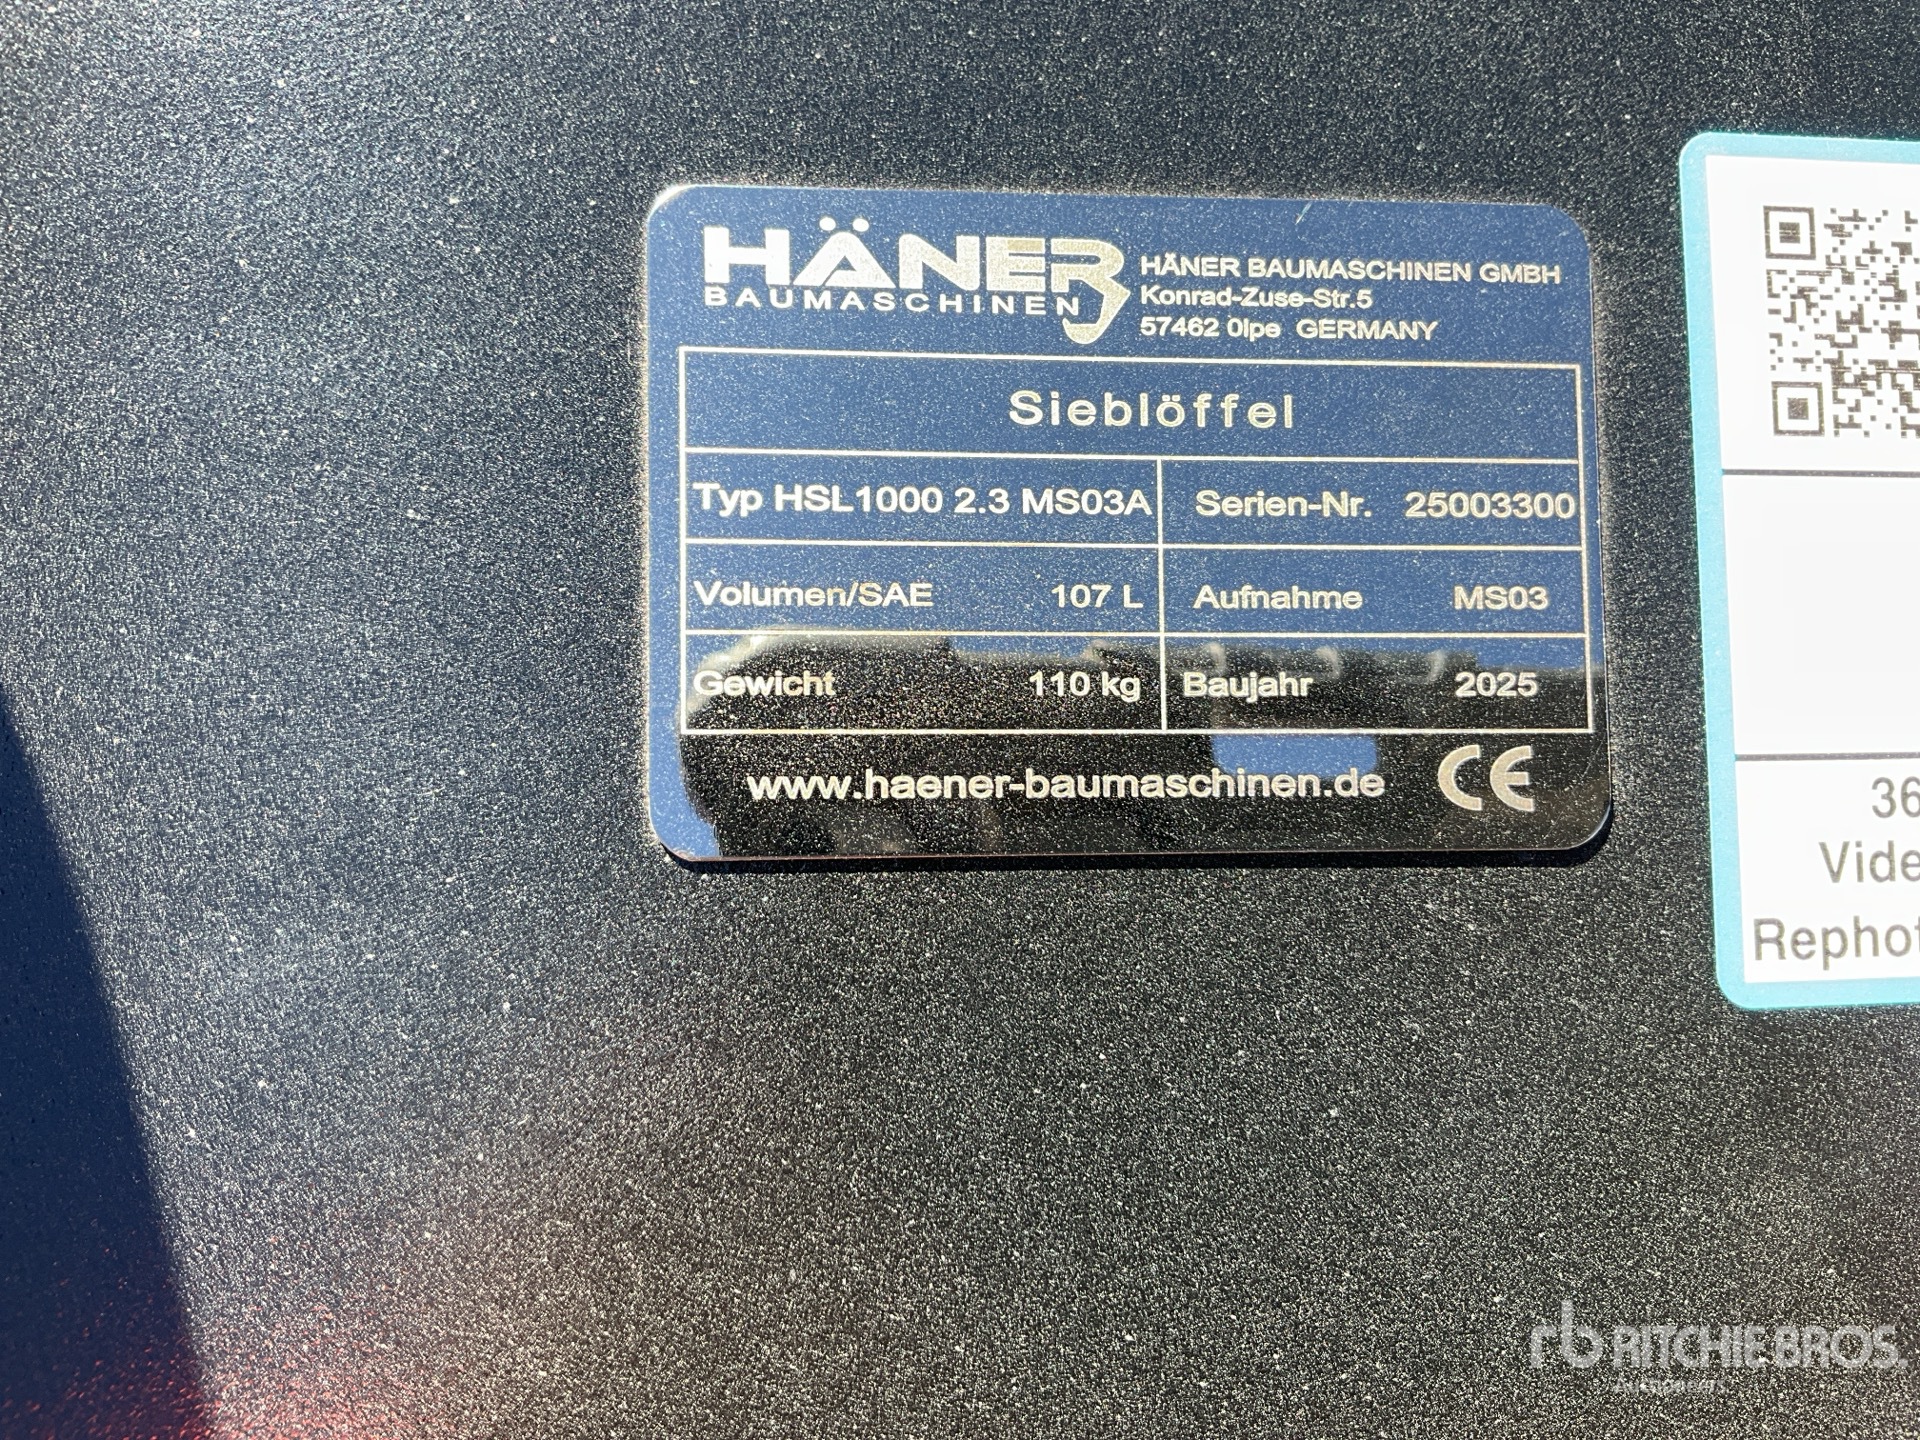 HÄNER
BAUMASCHINEN
HÄNER BAUMASCHINEN GMBH
Konrad-Zuse-Str.5
57462 Olpe GERMANY
Sieblöffel
Typ HSL1000 2.3 MS03A
Serien-Nr. 25003300
Volumen/SAE 107 L
Aufnahme MS03
Gewicht 110 kg
Baujahr 2025
www.haener-baumaschinen.de CE
36
Vide
Rephot
rb RITCHIE BROS.
Auctioneers